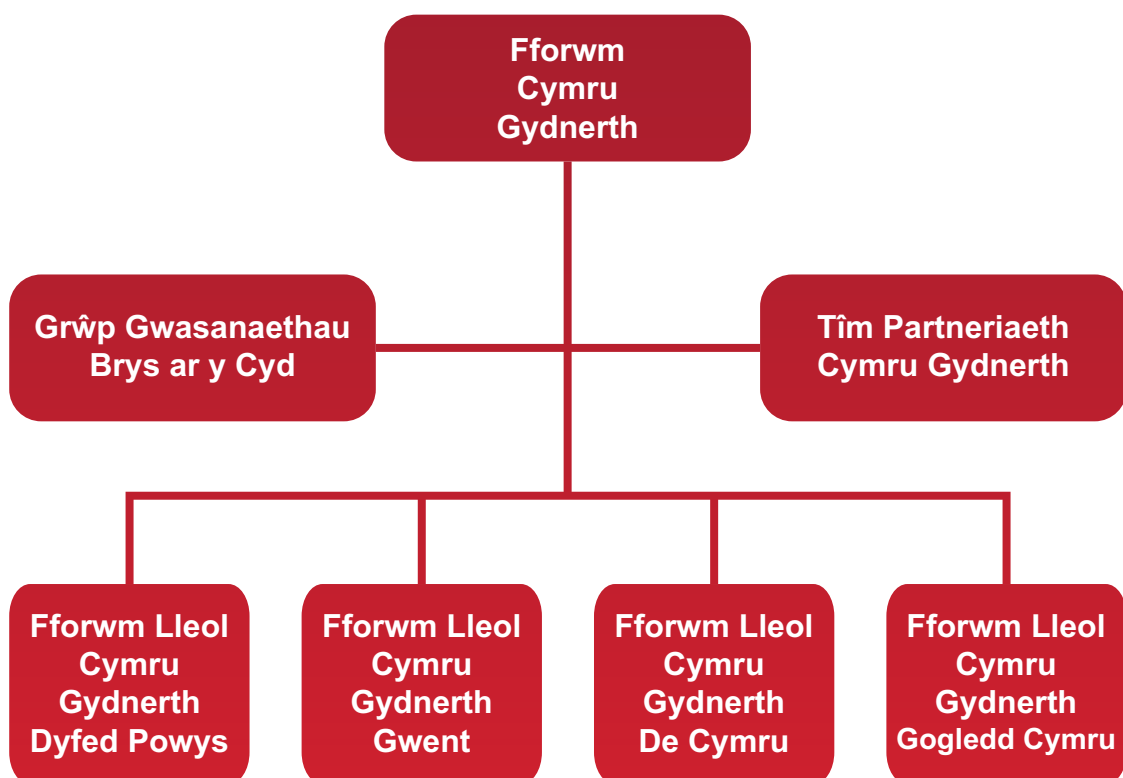 Fforwm
Cymru
Gydnerth
Grŵp Gwasanaethau
Brys ar y Cyd
Tîm Partneriaeth
Cymru Gydnerth
Fforwm Lleol
Cymru
Gydnerth
Dyfed Powys
Fforwm Lleol
Cymru
Gydnerth
Gwent
Fforwm Lleol
Cymru
Gydnerth
De Cymru
Fforwm Lleol
Cymru
Gydnerth
Gogledd Cymru